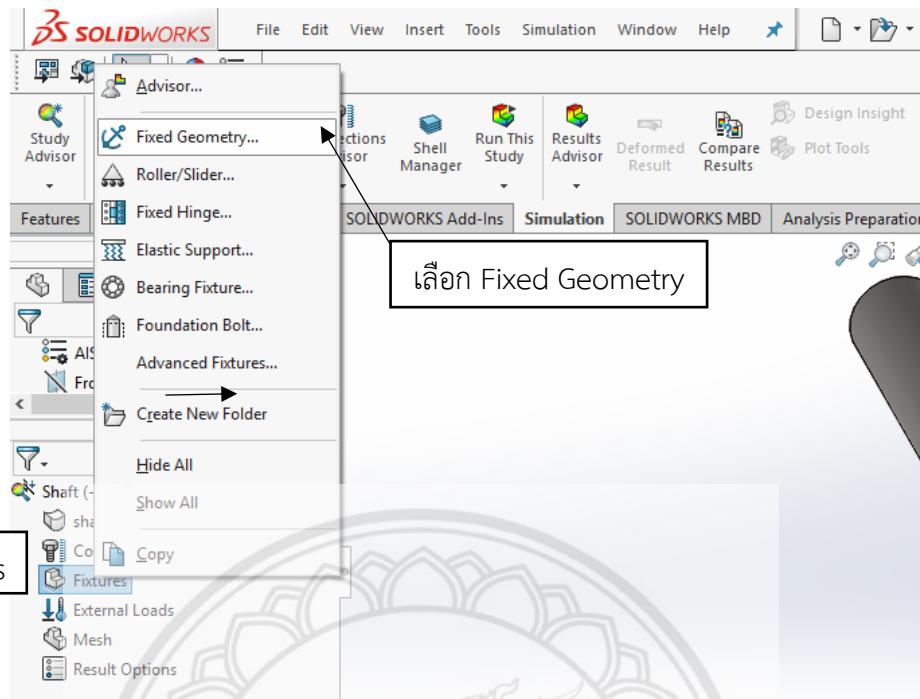 SOLIDWORKS File Edit View Insert Tools Simulation Window Help
Advisor...
Fixed Geometry...
Roller/Slider...
Fixed Hinge...
Elastic Support...
Bearing Fixture...
Foundation Bolt...
Advanced Fixtures...
Create New Folder
Hide All
Show All
Copy
Study
Advisor
Shell
Manager
Run This
Study
Results
Advisor
Deformed
Result
Compare
Results
Design Insight
Plot Tools
Features
SOLIDWORKS Add-Ins
Simulation
SOLIDWORKS MBD
Analysis Preparation
เลือก Fixed Geometry
Shaft (-
Fixtures
External Loads
Mesh
Result Options